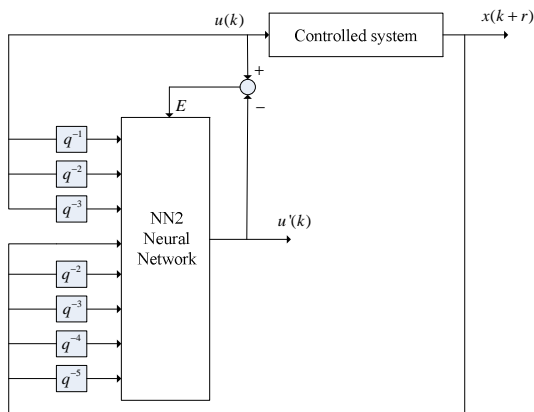 u(k)
Controlled system
x(k+r)
+
E
−
q⁻¹
q⁻²
q⁻³
NN2
Neural
Network
u'(k)
q⁻²
q⁻³
q⁻⁴
q⁻⁵